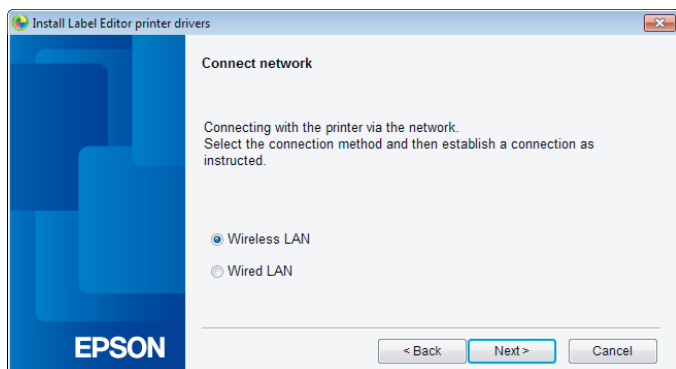 Install Label Editor printer drivers
Connect network
Connecting with the printer via the network.
Select the connection method and then establish a connection as
instructed.
Wireless LAN
Wired LAN
EPSON
< Back
Next >
Cancel